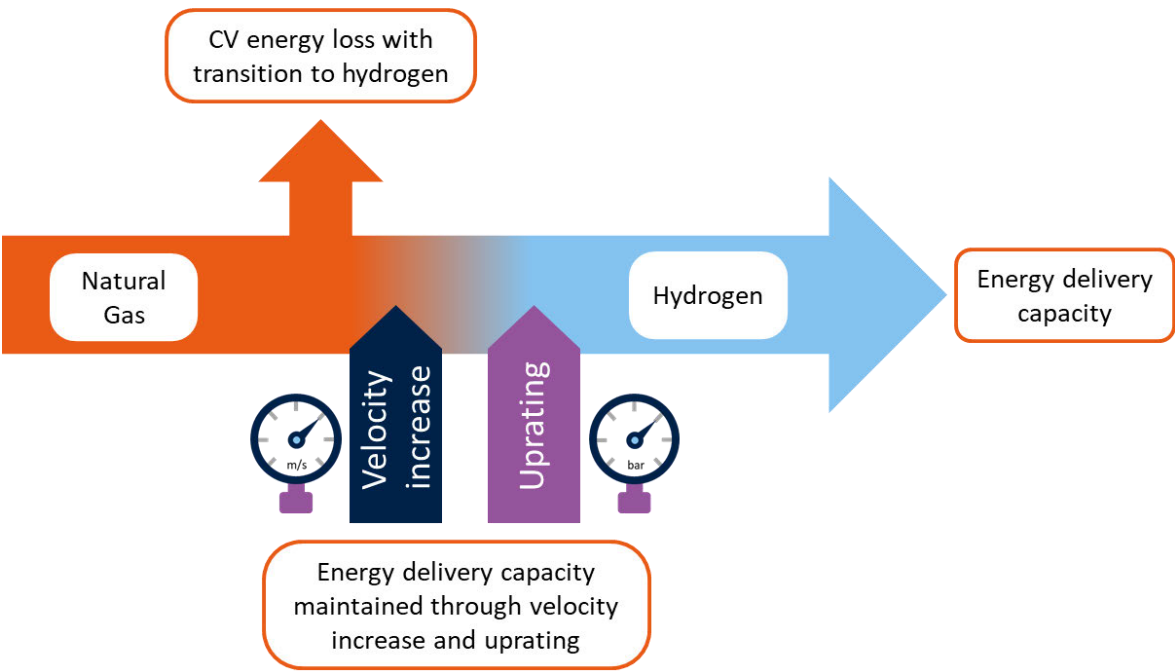 CV energy loss with
transition to hydrogen
Natural
Gas
Hydrogen
Energy delivery
capacity
Velocity
increase
Uprating
m/s
bar
Energy delivery capacity
maintained through velocity
increase and uprating